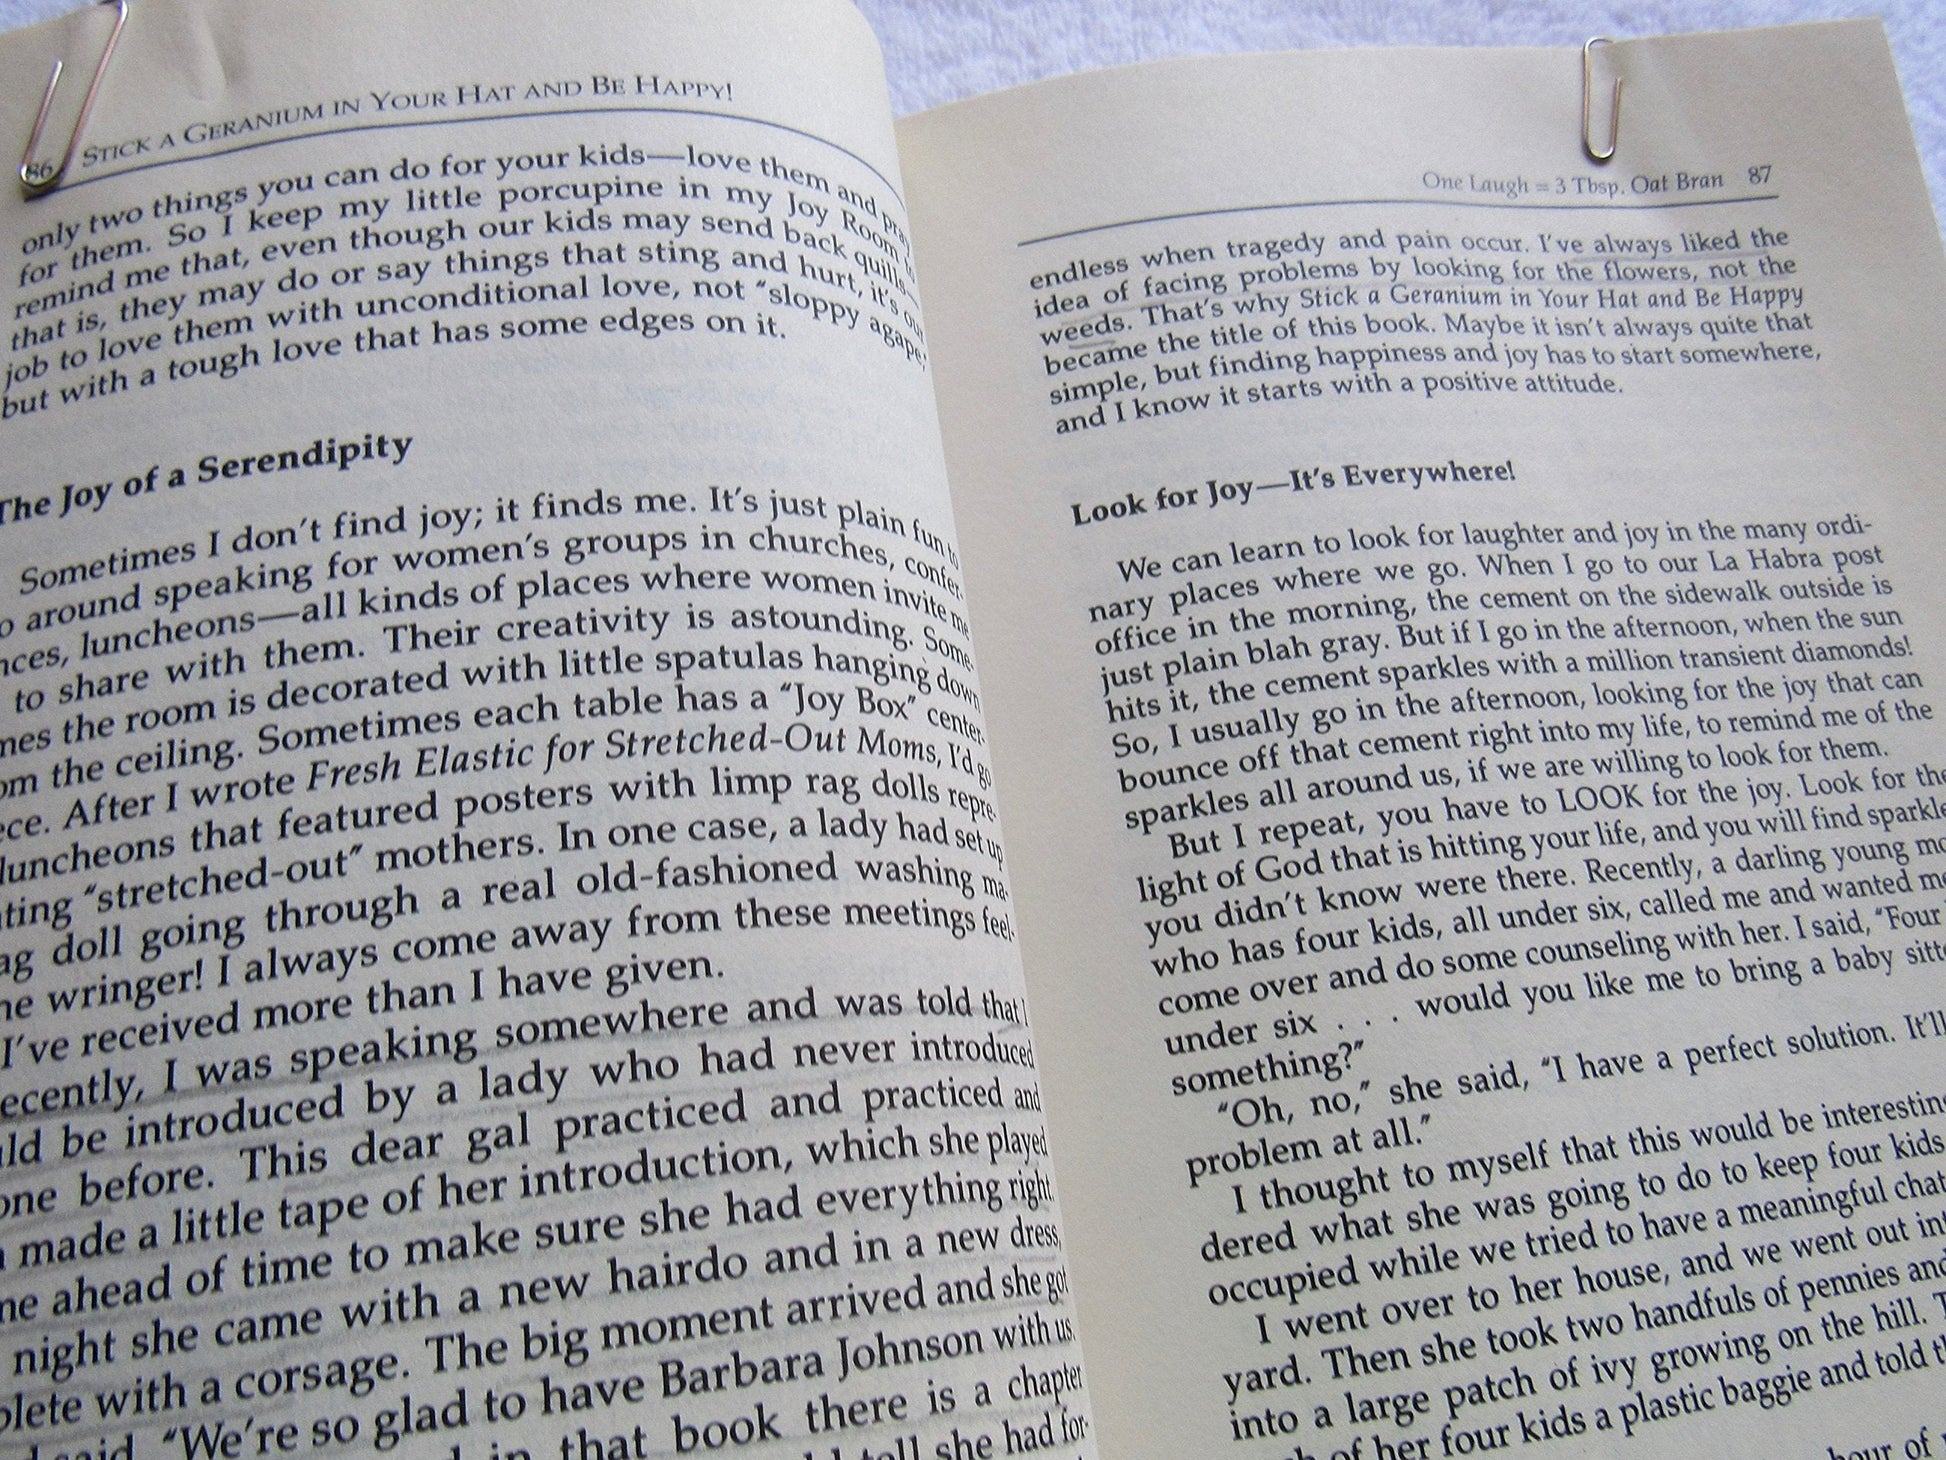 86 STICK A GERANIUM IN YOUR HAT AND BE HAPPY!
only two things you can do for your kids—love them and pray
for them. So I keep my little porcupine in my Joy Room to
remind me that, even though our kids may send back quills—
that is, they may do or say things that sting and hurt, it's our
job to love them with unconditional love, not "sloppy agape,"
but with a tough love that has some edges on it.
The Joy of a Serendipity
Sometimes I don't find joy; it finds me. It's just plain fun to
around speaking for women's groups in churches, confer-
nces, luncheons—all kinds of places where women invite me
to share with them. Their creativity is astounding. Some-
mes the room is decorated with little spatulas hanging down
om the ceiling. Sometimes each table has a "Joy Box" center-
ece. After I wrote Fresh Elastic for Stretched-Out Moms, I'd go
luncheons that featured posters with limp rag dolls repre-
ting "stretched-out" mothers. In one case, a lady had set up
ag doll going through a real old-fashioned washing ma-
ne wringer! I always come away from these meetings feel-
I've received more than I have given.
ecently, I was speaking somewhere and was told that I
uld be introduced by a lady who had never introduced
one before. This dear gal practiced and practiced and
made a little tape of her introduction, which she played
me ahead of time to make sure she had everything right.
night she came with a new hairdo and in a new dress,
plete with a corsage. The big moment arrived and she got
said, "We're so glad to have Barbara Johnson with us.
in that book there is a chapter
tell she had for-
One Laugh = 3 Tbsp. Oat Bran 87
endless when tragedy and pain occur. I've always liked the
idea of facing problems by looking for the flowers, not the
weeds. That's why Stick a Geranium in Your Hat and Be Happy
became the title of this book. Maybe it isn't always quite that
simple, but finding happiness and joy has to start somewhere,
and I know it starts with a positive attitude.
Look for Joy—It's Everywhere!
We can learn to look for laughter and joy in the many ordi-
nary places where we go. When I go to our La Habra post
office in the morning, the cement on the sidewalk outside is
just plain blah gray. But if I go in the afternoon, when the sun
hits it, the cement sparkles with a million transient diamonds!
So, I usually go in the afternoon, looking for the joy that can
bounce off that cement right into my life, to remind me of the
sparkles all around us, if we are willing to look for them.
But I repeat, you have to LOOK for the joy. Look for the
light of God that is hitting your life, and you will find sparkle
you didn't know were there. Recently, a darling young mo
who has four kids, all under six, called me and wanted me
come over and do some counseling with her. I said, "Four
under six . . . would you like me to bring a baby sitte
something?"
"Oh, no," she said, "I have a perfect solution. It'll
problem at all."
I thought to myself that this would be interesting
dered what she was going to do to keep four kids
occupied while we tried to have a meaningful chat
I went over to her house, and we went out int
yard. Then she took two handfuls of pennies and
into a large patch of ivy growing on the hill. T
of her four kids a plastic baggie and told th
hour of